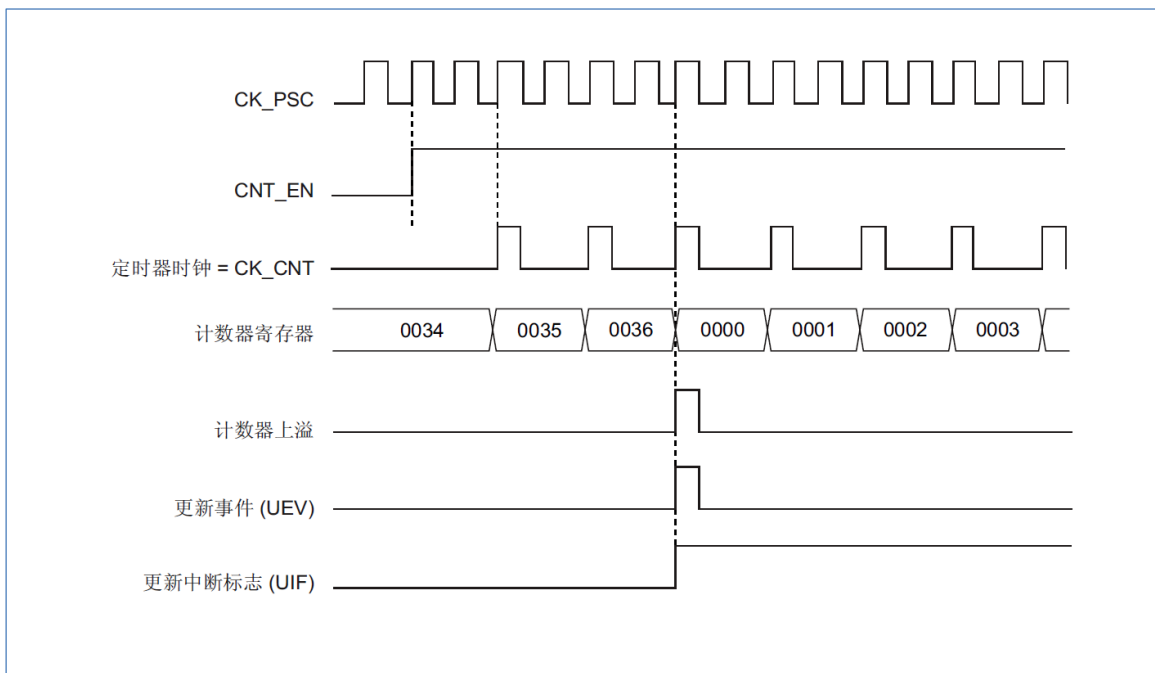 CK_PSC
CNT_EN
定时器时钟 = CK_CNT
计数器寄存器 0034 0035 0036 0000 0001 0002 0003
计数器上溢
更新事件 (UEV)
更新中断标志 (UIF)